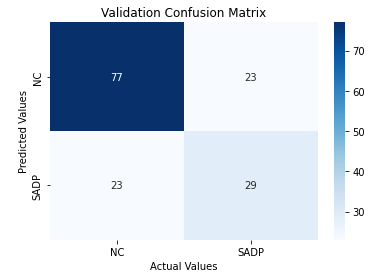 Validation Confusion Matrix
Predicted Values
NC
SADP
77
23
23
29
NC
SADP
Actual Values
70
60
50
40
30